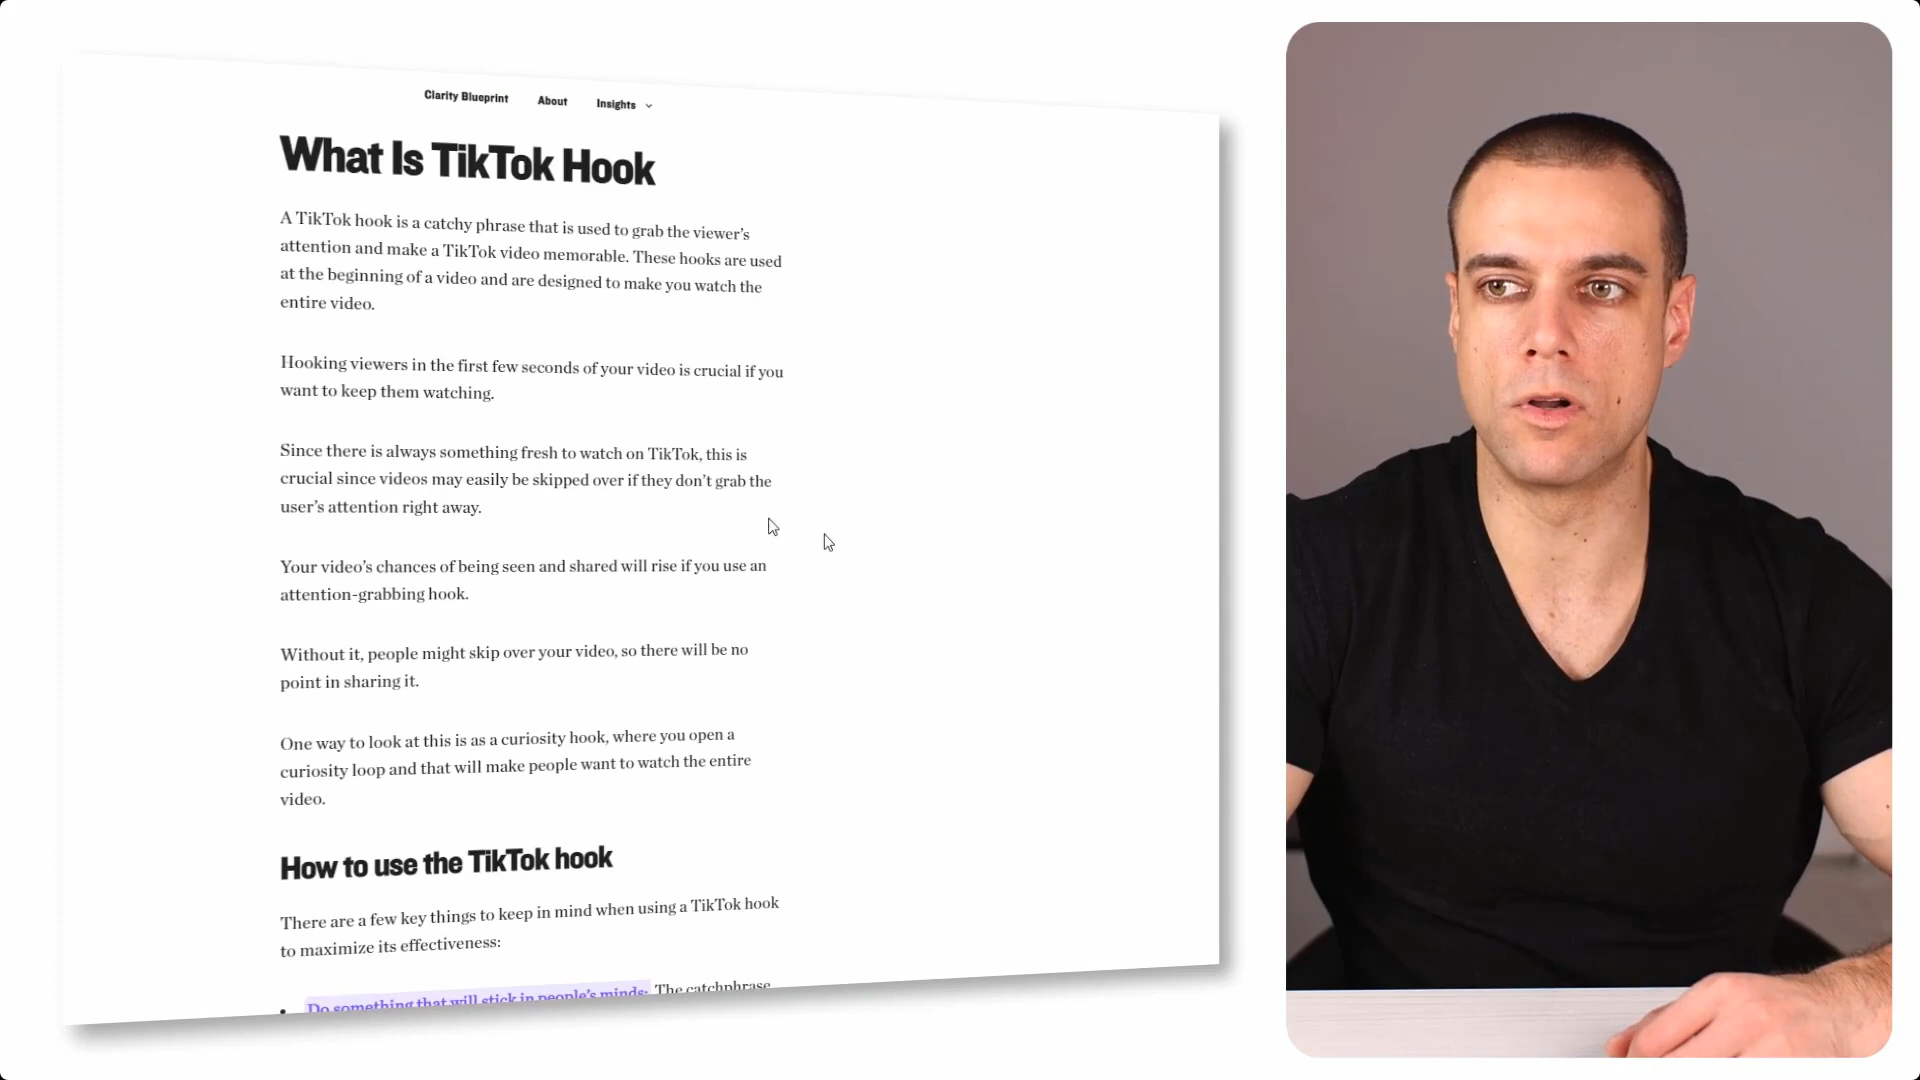 Clarity Blueprint About Insights
What Is TikTok Hook
A TikTok hook is a catchy phrase that is used to grab the viewer’s
attention and make a TikTok video memorable. These hooks are used
at the beginning of a video and are designed to make you watch the
entire video.
Hooking viewers in the first few seconds of your video is crucial if you
want to keep them watching.
Since there is always something fresh to watch on TikTok, this is
crucial since videos may easily be skipped over if they don’t grab the
user’s attention right away.
Your video’s chances of being seen and shared will rise if you use an
attention-grabbing hook.
Without it, people might skip over your video, so there will be no
point in sharing it.
One way to look at this is as a curiosity hook, where you open a
curiosity loop and that will make people want to watch the entire
video.
How to use the TikTok hook
There are a few key things to keep in mind when using a TikTok hook
to maximize its effectiveness:
Do something that will stick in people’s minds: The catchphrase